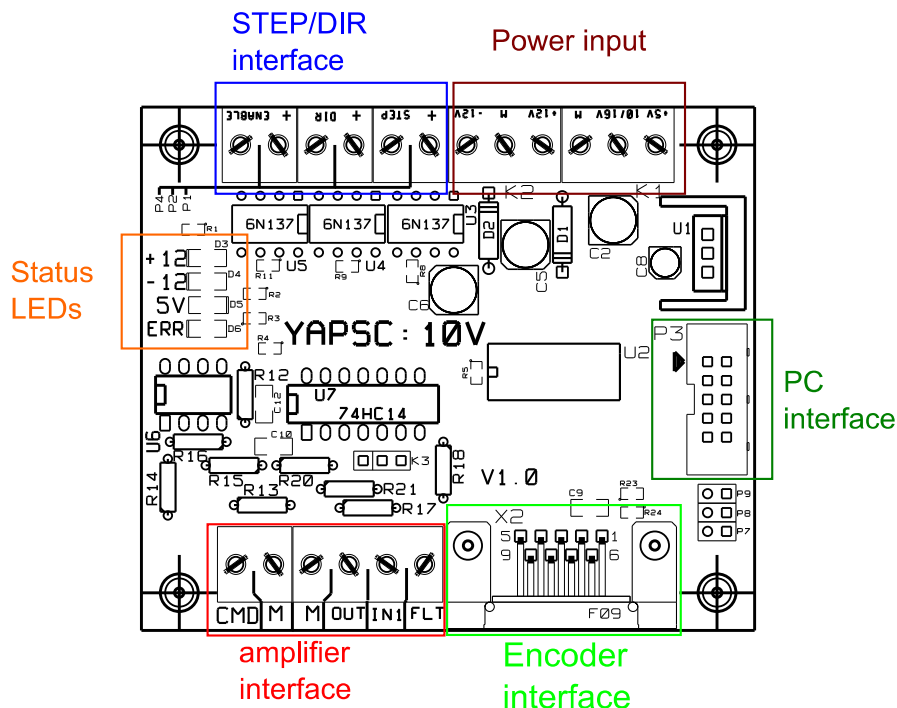 STEP/DIR
interface
Power input
ENABLE + DIR + STEP + -12V M +12V M 10/16V +5V
K2 K1
P4 P2 P1
R1
6N137 6N137 6N137
U3
D2 D1
U1
U5 U4
R11 R9 R8
C6 C5 C2 C8
Status
LEDs
+12 D3
-12 D4
5V D5
ERR D6
R2
R3
R4
YAPSC: 10V
R5
U2
P3
PC
interface
R12
C12
U7
74HC14
U6
R16
C10
K3
R18
R14
R15 R20
R13
R21
R17
V1.0
C9
R23
R24
P9
P8
P7
X2
5 1
9 6
F09
CMD M M OUT IN1 FLT
amplifier
interface
Encoder
interface